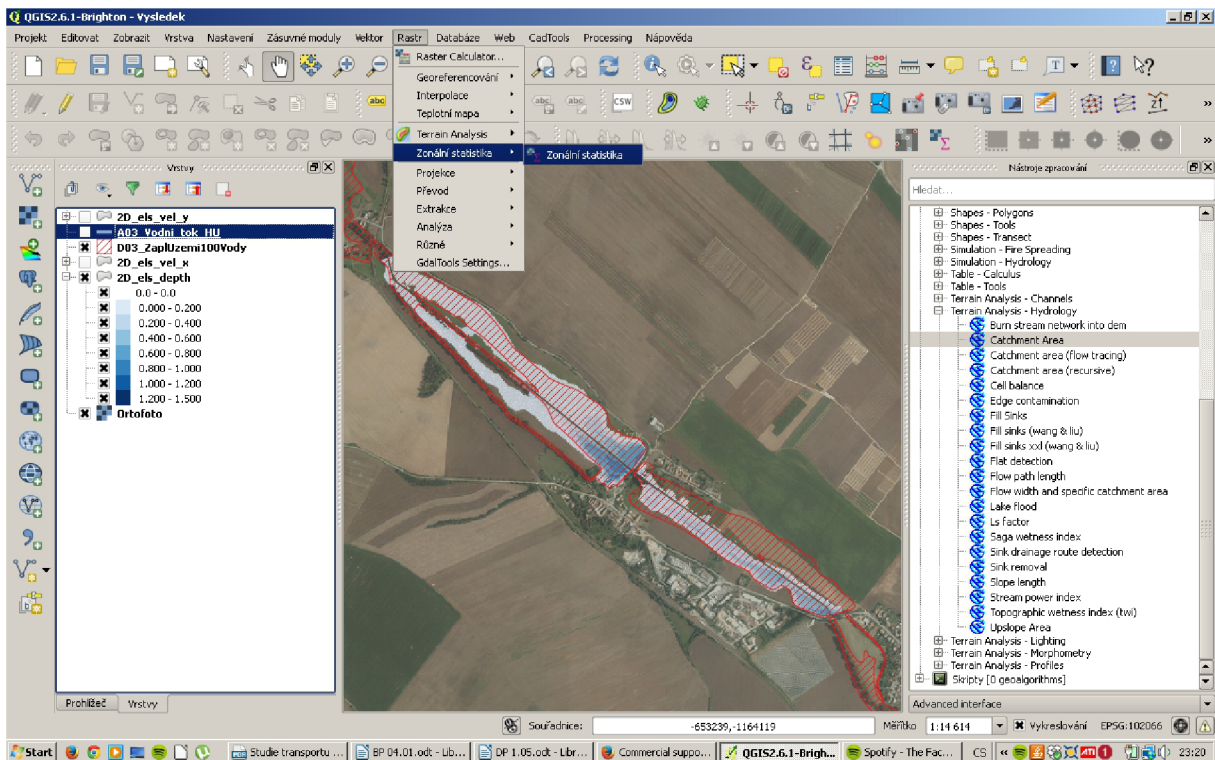 QGIS2.6.1-Brighton - Vysledek
Projekt Editovat Zobrazit Vrstva Nastavení Zásuvné moduly Vektor Rastr Databáze Web CadTools Processing Nápověda
Raster Calculator...
Georeferencování
Interpolace
Teplotní mapa
Terrain Analysis
Zonální statistika
Zonální statistika
Projekce
Převod
Extrakce
Analýza
Různé
GdalTools Settings...
abc
abc
abc
CSW
Vrstvy
2D_els_vel_y
A03_Vodni_tok_HU
D03_ZaplUzemi100Vody
2D_els_vel_x
2D_els_depth
0.0 - 0.0
0.000 - 0.200
0.200 - 0.400
0.400 - 0.600
0.600 - 0.800
0.800 - 1.000
1.000 - 1.200
1.200 - 1.500
Ortofoto
Prohlížeč Vrstvy
Nástroje zpracování
Hledat...
Shapes - Polygons
Shapes - Tools
Shapes - Transect
Simulation - Fire Spreading
Simulation - Hydrology
Table - Calculus
Table - Tools
Terrain Analysis - Channels
Terrain Analysis - Hydrology
Burn stream network into dem
Catchment Area
Catchment area (flow tracing)
Catchment area (recursive)
Cell balance
Edge contamination
Fill Sinks
Fill sinks (wang & liu)
Fill sinks xxl (wang & liu)
Flat detection
Flow path length
Flow width and specific catchment area
Lake flood
Ls factor
Saga wetness index
Sink drainage route detection
Sink removal
Slope length
Stream power index
Topographic wetness index (twi)
Upslope Area
Terrain Analysis - Lighting
Terrain Analysis - Morphometry
Terrain Analysis - Profiles
Skripty [0 geoalgorithms]
Advanced interface
Souřadnice: -653239,-1164119 Měřítko 1:14 614 Vykreslování EPSG:102066
Start Studie transportu ... BP 04.01.odt - Lib... DP 1.05.odt - Libr... Commercial suppo... QGIS2.6.1-Brigh... Spotify - The Fac... CS 23:20